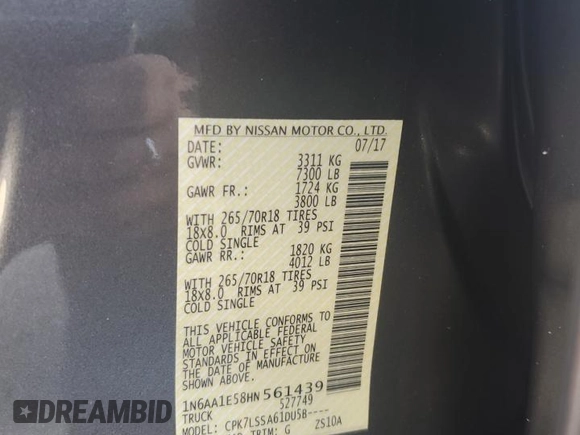 MFD BY NISSAN MOTOR CO., LTD.
DATE: 07/17
GVWR: 3311 KG
7300 LB
GAWR FR.: 1724 KG
3800 LB
WITH 265/70R18 TIRES
18x8.0 RIMS AT 39 PSI
COLD SINGLE
GAWR RR.: 1820 KG
4012 LB
WITH 265/70R18 TIRES
18x8.0 RIMS AT 39 PSI
COLD SINGLE
THIS VEHICLE CONFORMS TO
ALL APPLICABLE FEDERAL
MOTOR VEHICLE SAFETY
STANDARDS IN EFFECT ON
THE DATE OF MANUFACTURE
SHOWN ABOVE.
1N6AA1E58HN561439
TRUCK 527749
MODEL: CPK7LSSA61DU5B----
TRIM: G ZS10A
DREAMBID